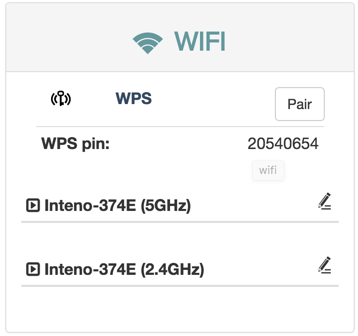 WIFI
WPS Pair
WPS pin: 20540654
wifi
Inteno-374E (5GHz)
Inteno-374E (2.4GHz)